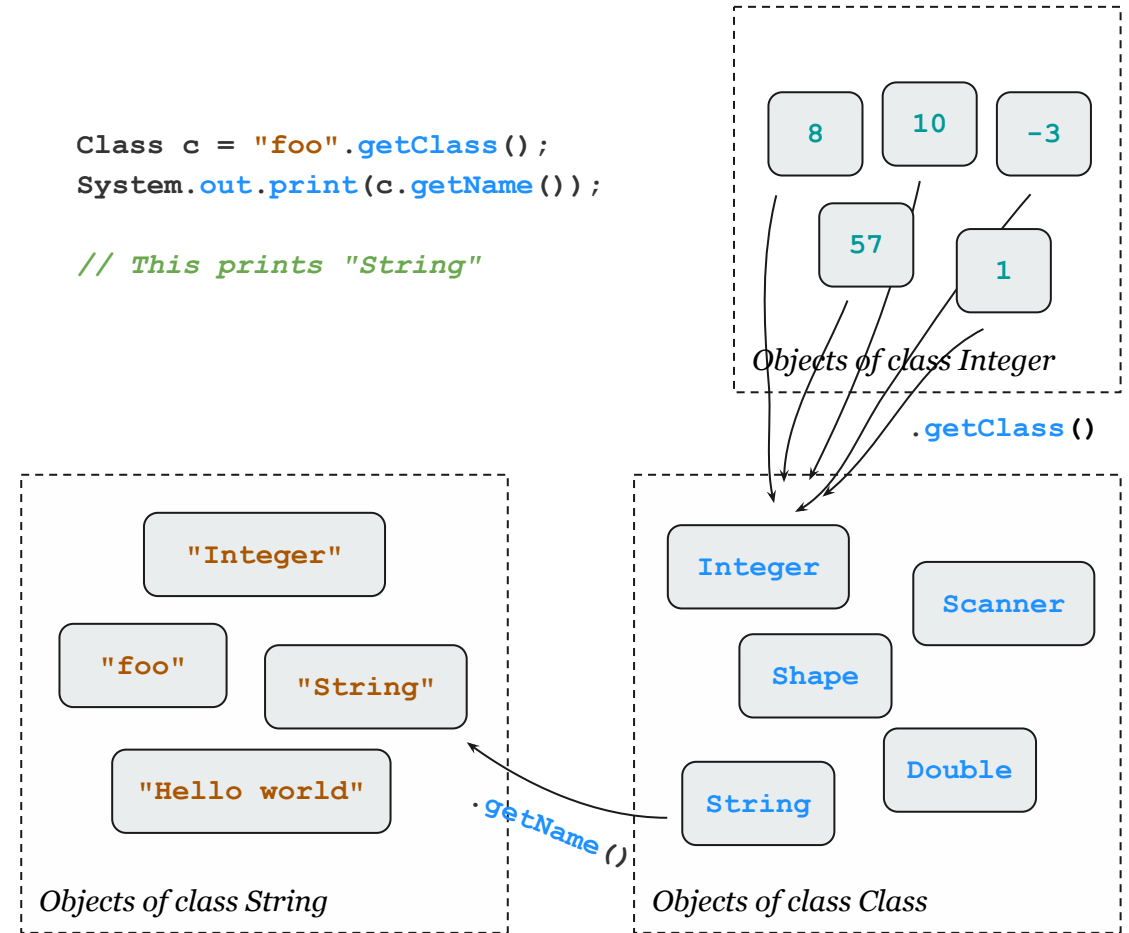 Class c = "foo".getClass();
System.out.print(c.getName());
// This prints "String"
8
10
-3
57
1
Objects of class Integer
.getClass()
"Integer"
"foo"
"String"
"Hello world"
Objects of class String
.getName()
Integer
Scanner
Shape
Double
String
Objects of class Class